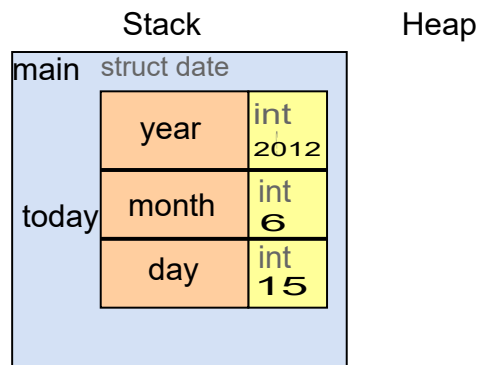 Stack Heap
main struct date
year int
2012
today month int
6
day int
15